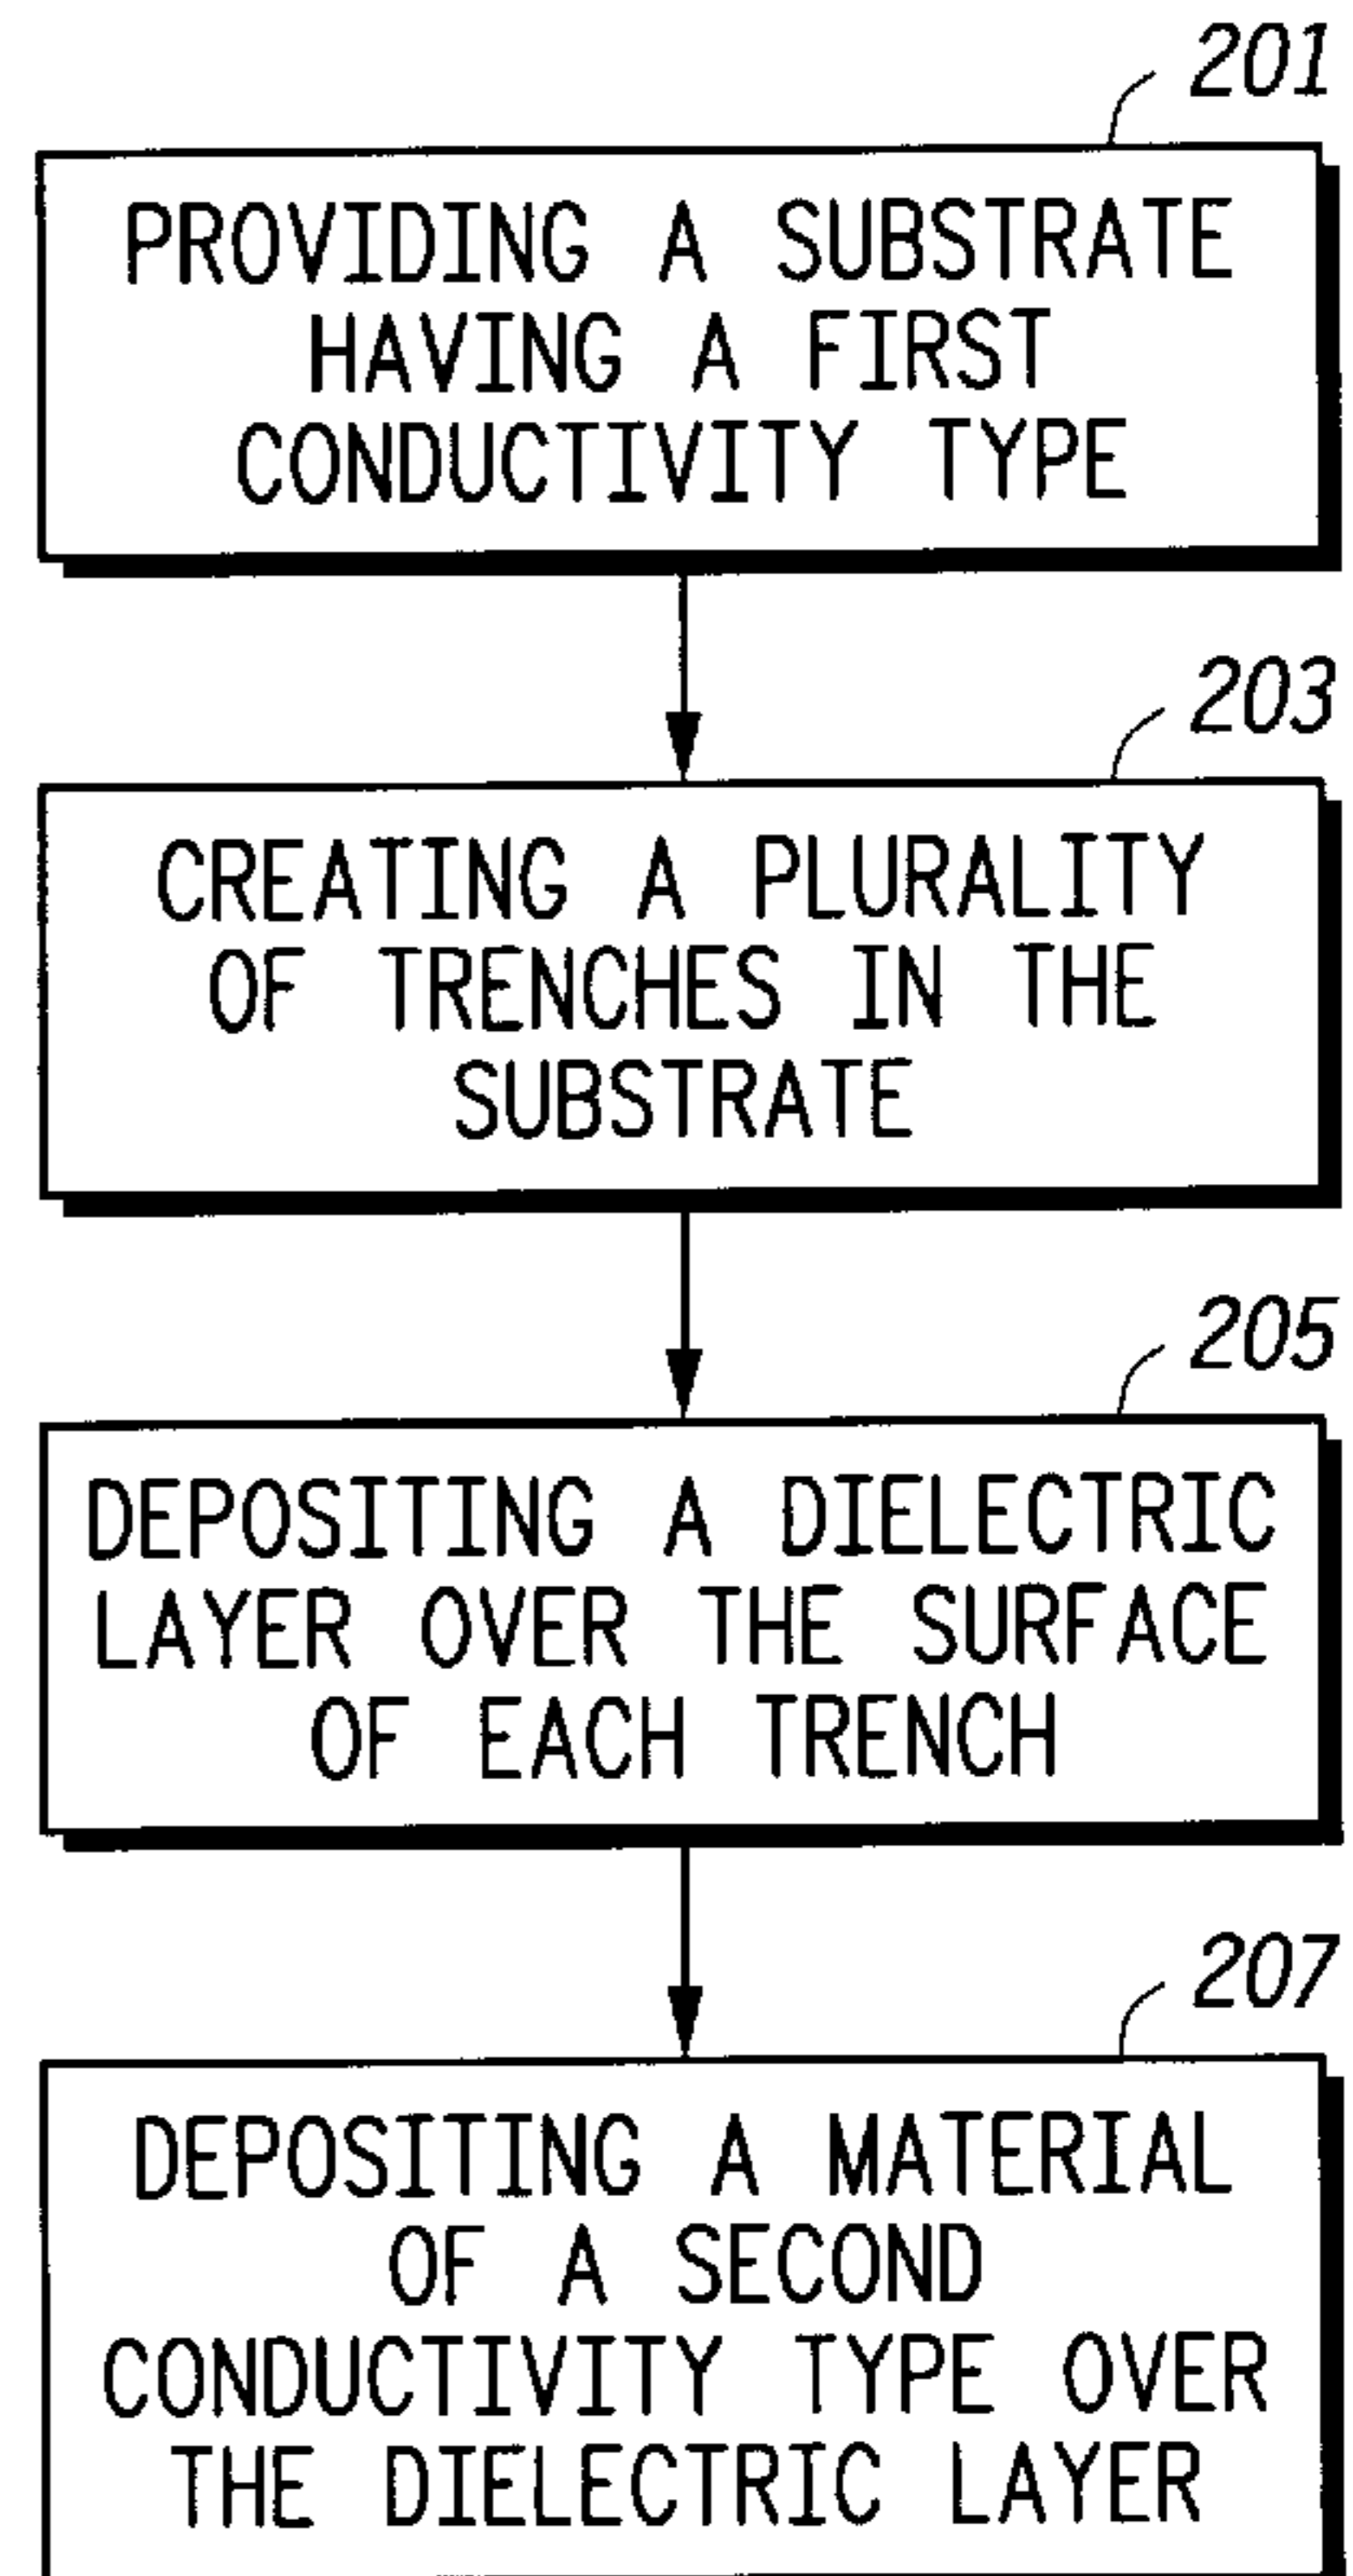 201
PROVIDING A SUBSTRATE
HAVING A FIRST
CONDUCTIVITY TYPE
203
CREATING A PLURALITY
OF TRENCHES IN THE
SUBSTRATE
205
DEPOSITING A DIELECTRIC
LAYER OVER THE SURFACE
OF EACH TRENCH
207
DEPOSITING A MATERIAL
OF A SECOND
CONDUCTIVITY TYPE OVER
THE DIELECTRIC LAYER